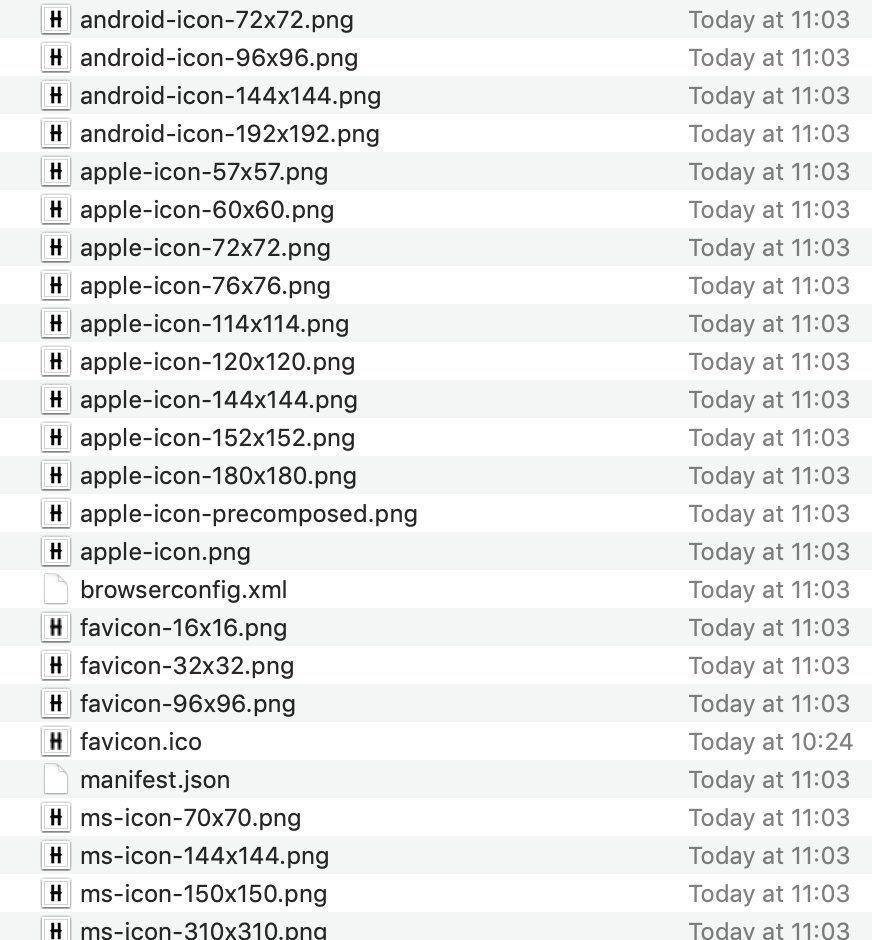 android-icon-72x72.png Today at 11:03
android-icon-96x96.png Today at 11:03
android-icon-144x144.png Today at 11:03
android-icon-192x192.png Today at 11:03
apple-icon-57x57.png Today at 11:03
apple-icon-60x60.png Today at 11:03
apple-icon-72x72.png Today at 11:03
apple-icon-76x76.png Today at 11:03
apple-icon-114x114.png Today at 11:03
apple-icon-120x120.png Today at 11:03
apple-icon-144x144.png Today at 11:03
apple-icon-152x152.png Today at 11:03
apple-icon-180x180.png Today at 11:03
apple-icon-precomposed.png Today at 11:03
apple-icon.png Today at 11:03
browserconfig.xml Today at 11:03
favicon-16x16.png Today at 11:03
favicon-32x32.png Today at 11:03
favicon-96x96.png Today at 11:03
favicon.ico Today at 10:24
manifest.json Today at 11:03
ms-icon-70x70.png Today at 11:03
ms-icon-144x144.png Today at 11:03
ms-icon-150x150.png Today at 11:03
ms-icon-310x310.png Today at 11:03